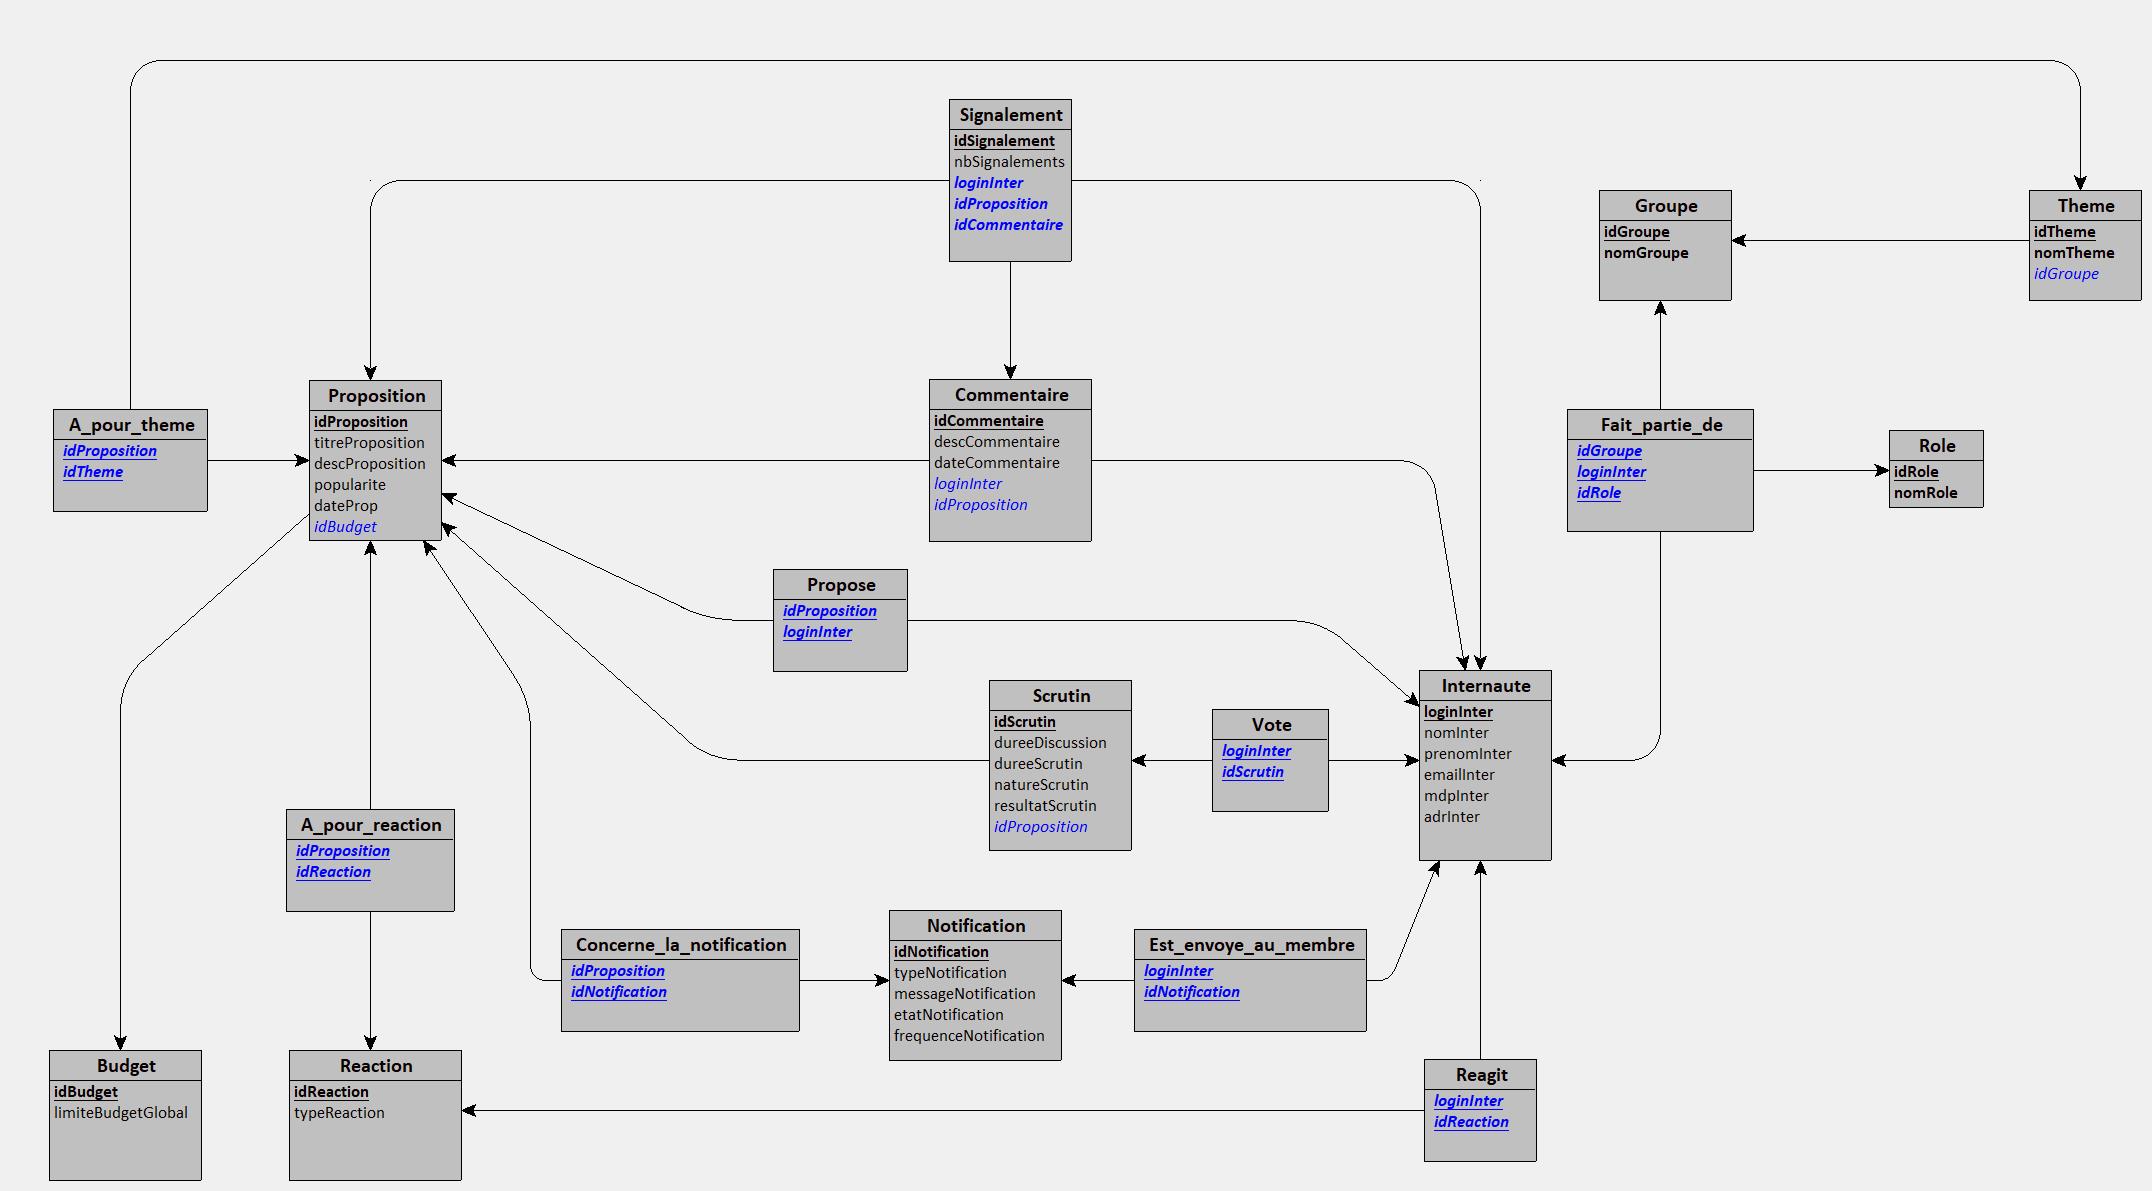 Signalement
idSignalement
nbSignalements
loginInter
idProposition
idCommentaire
Groupe
idGroupe
nomGroupe
Theme
idTheme
nomTheme
idGroupe
A_pour_theme
idProposition
idTheme
Proposition
idProposition
titreProposition
descProposition
popularite
dateProp
idBudget
Commentaire
idCommentaire
descCommentaire
dateCommentaire
loginInter
idProposition
Fait_partie_de
idGroupe
loginInter
idRole
Role
idRole
nomRole
Propose
idProposition
loginInter
Scrutin
idScrutin
dureeDiscussion
dureeScrutin
natureScrutin
resultatScrutin
idProposition
Vote
loginInter
idScrutin
Internaute
loginInter
nomInter
prenomInter
emailInter
mdpInter
adrInter
A_pour_reaction
idProposition
idReaction
Concerne_la_notification
idProposition
idNotification
Notification
idNotification
typeNotification
messageNotification
etatNotification
frequenceNotification
Est_envoye_au_membre
loginInter
idNotification
Budget
idBudget
limiteBudgetGlobal
Reaction
idReaction
typeReaction
Reagit
loginInter
idReaction